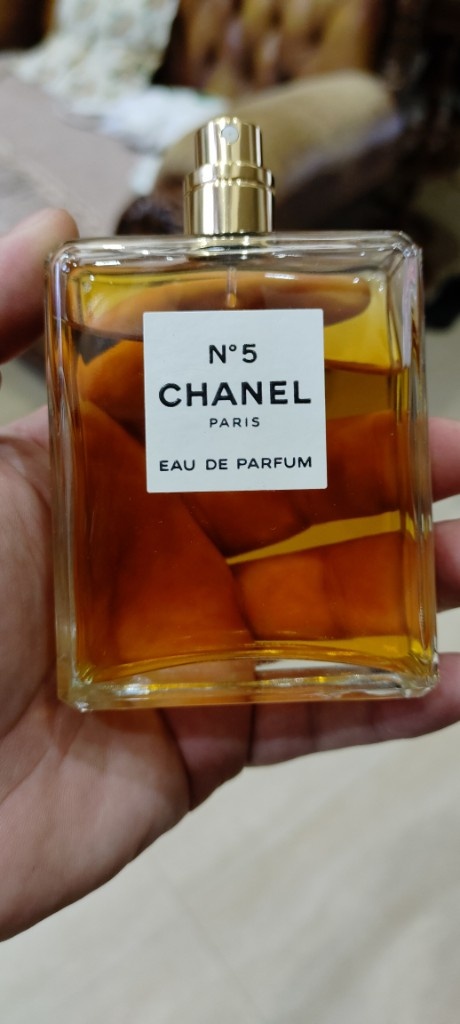 N°5
CHANEL
PARIS
EAU DE PARFUM